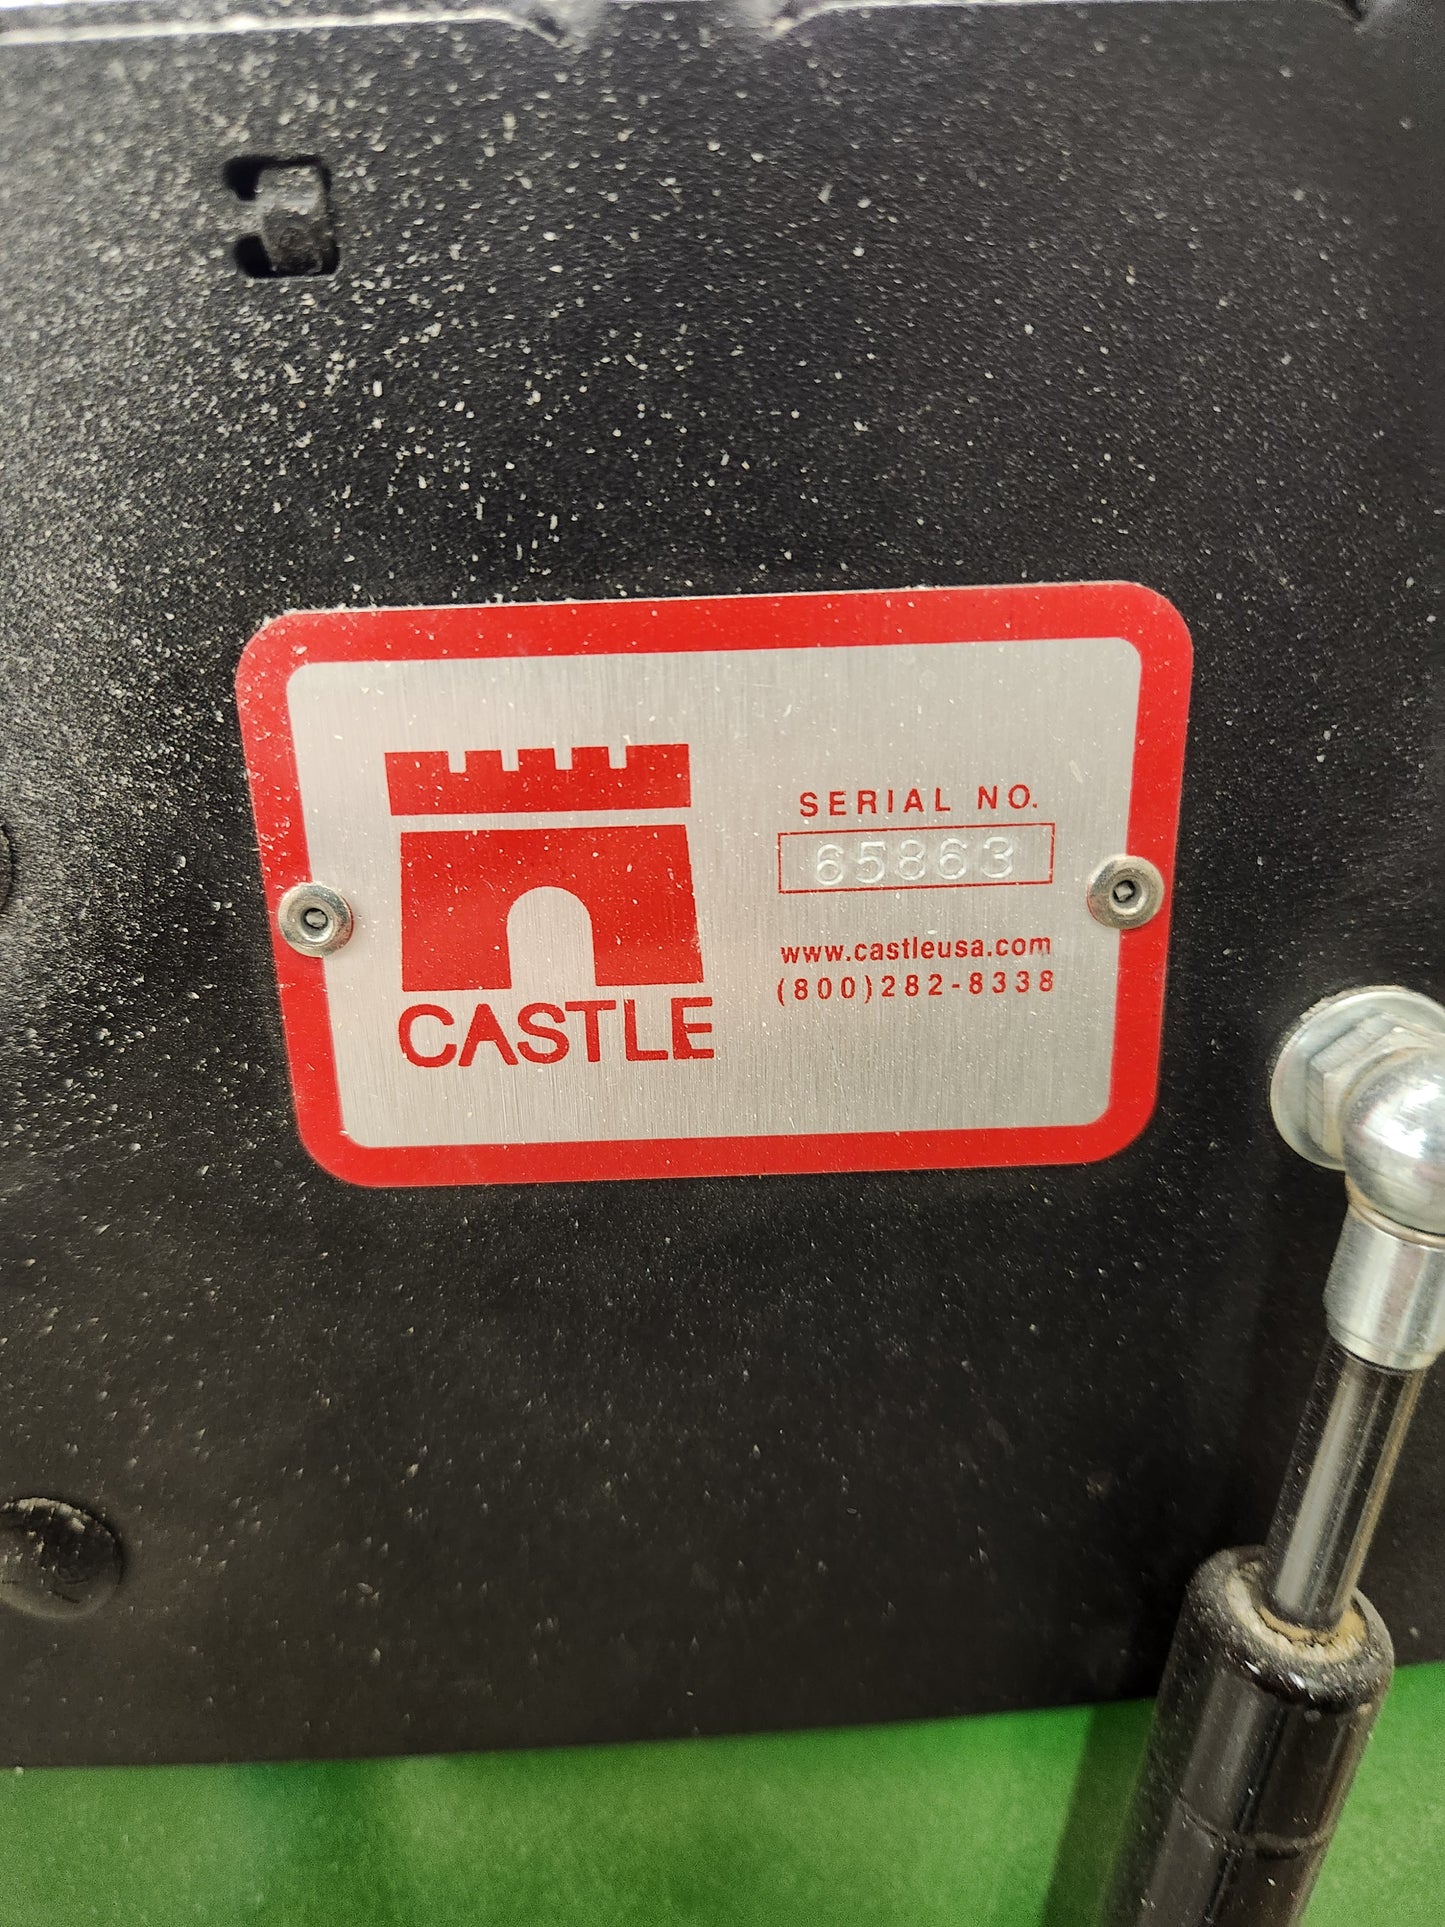 CASTLE
SERIAL NO.
65863
www.castleusa.com
(800)282-8338